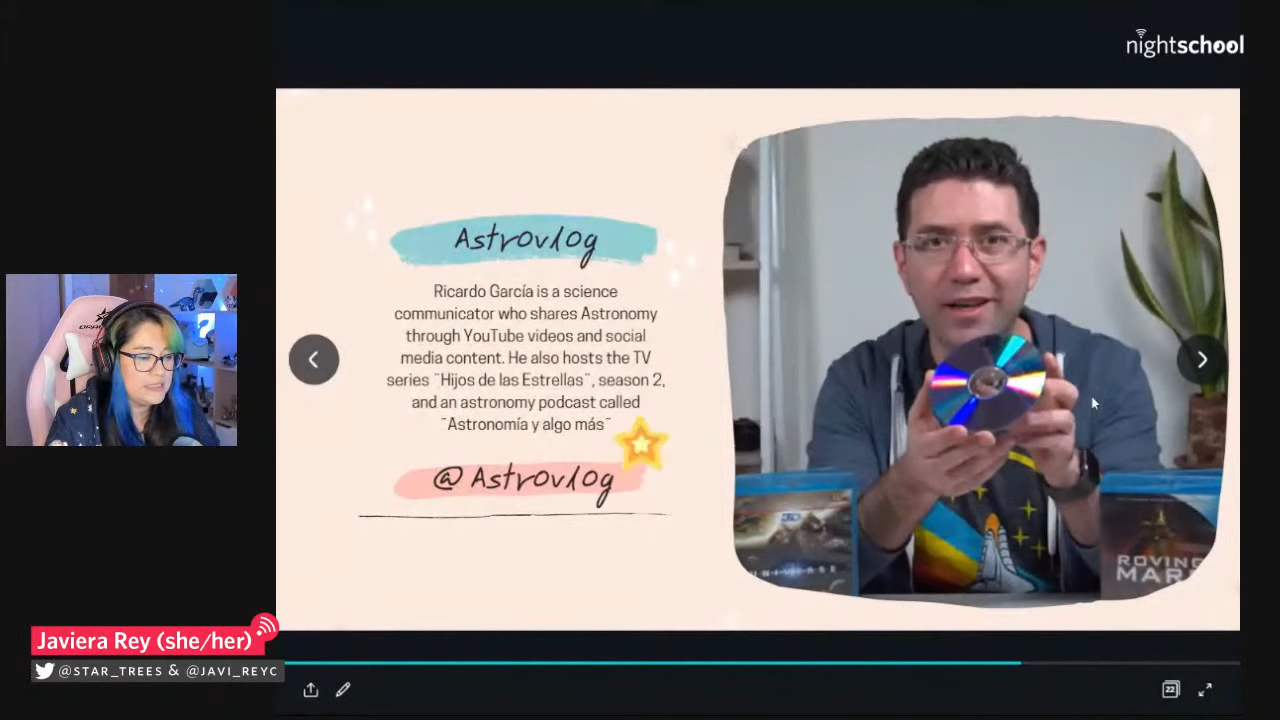 nightschool
Astrovlog
Ricardo García is a science
communicator who shares Astronomy
through YouTube videos and social
media content. He also hosts the TV
series ¨Hijos de las Estrellas¨, season 2,
and an astronomy podcast called
¨Astronomía y algo más¨
@Astrovlog
3D
ROVING
MARS
Javiera Rey (she/her)
@STAR_TREES & @JAVI_REYC
22